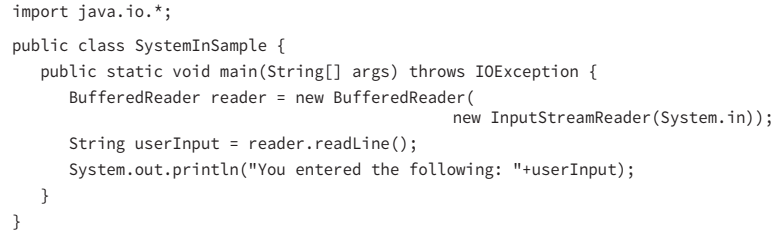 import java.io.*;
public class SystemInSample {
   public static void main(String[] args) throws IOException {
      BufferedReader reader = new BufferedReader(
                                             new InputStreamReader(System.in));
      String userInput = reader.readLine();
      System.out.println("You entered the following: "+userInput);
   }
}